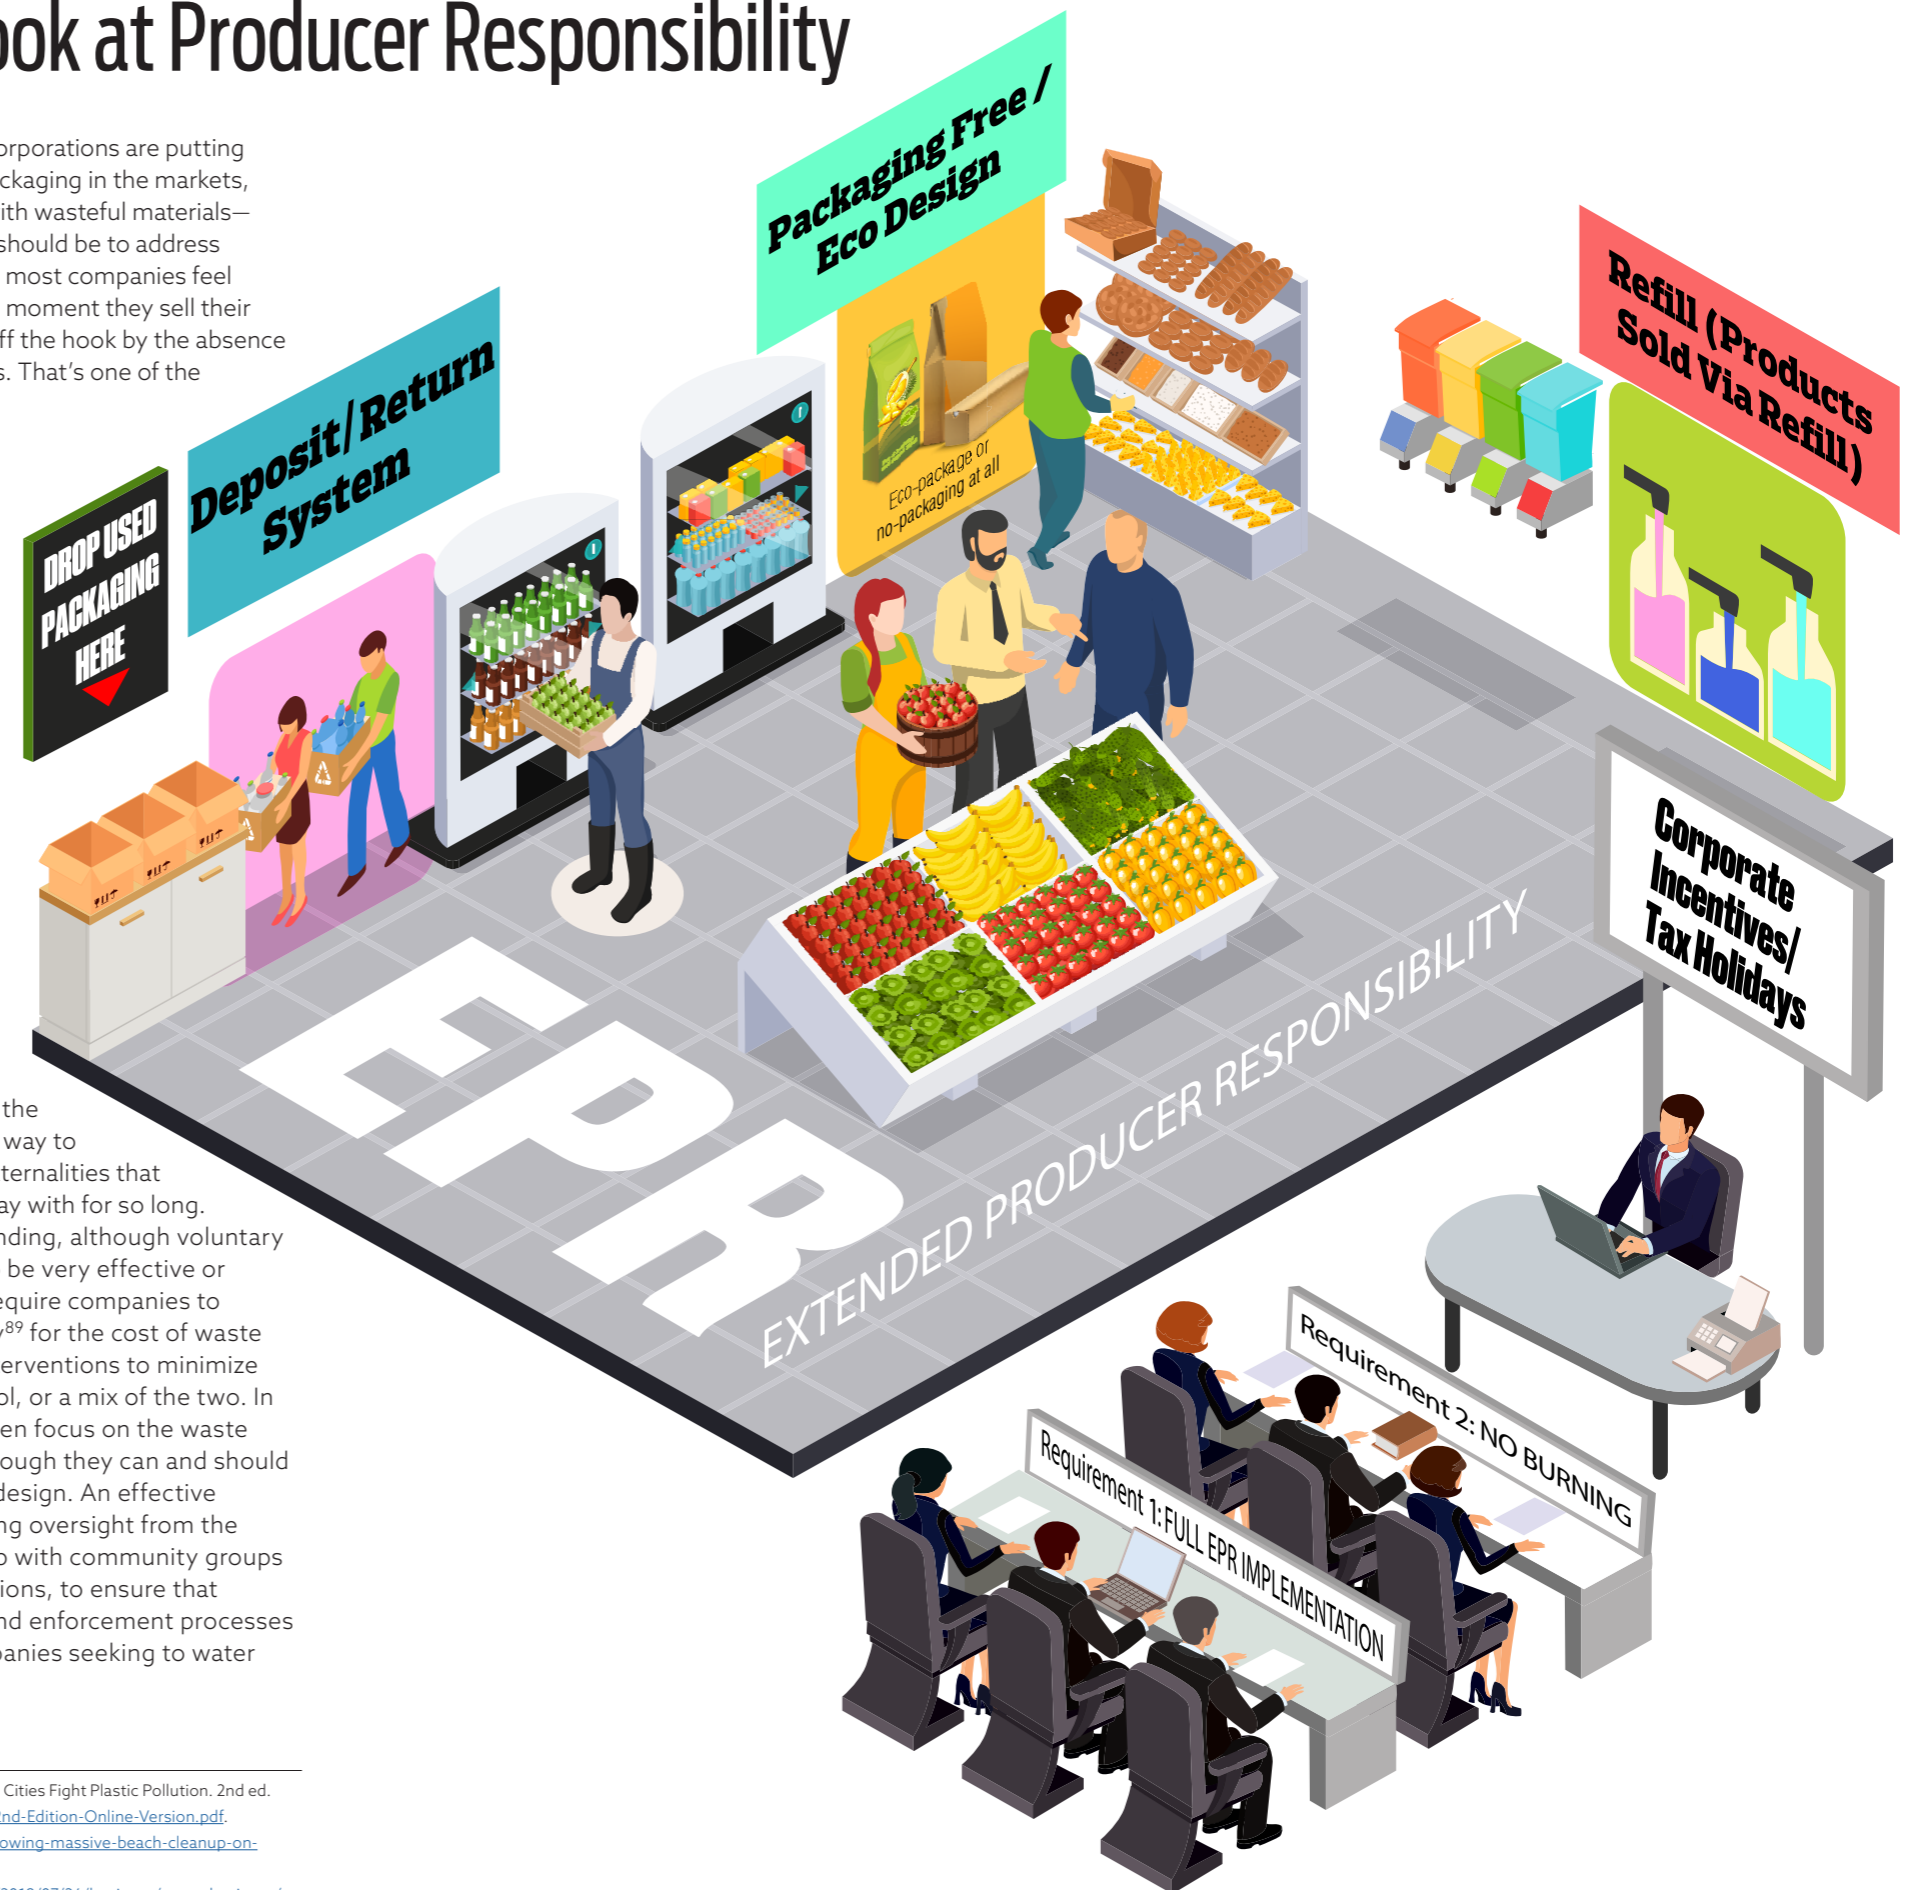 ook at Producer Responsibility
orporations are putting
ckaging in the markets,
ith wasteful materials—
should be to address
most companies feel
moment they sell their
ff the hook by the absence
s. That's one of the
Packaging Free /
Eco Design
Eco-package or
no-packaging at all
Refill (Products
Sold Via Refill)
Deposit/Return
System
DROP USED
PACKAGING
HERE
Corporate
Incentives/
Tax Holidays
EPR
EXTENDED PRODUCER RESPONSIBILITY
Requirement 2: NO BURNING
Requirement 1: FULL EPR IMPLEMENTATION
the
way to
ternalities that
ay with for so long.
nding, although voluntary
be very effective or
equire companies to
y89 for the cost of waste
terventions to minimize
ol, or a mix of the two. In
en focus on the waste
ough they can and should
design. An effective
ng oversight from the
p with community groups
tions, to ensure that
nd enforcement processes
panies seeking to water
Cities Fight Plastic Pollution. 2nd ed.
2nd-Edition-Online-Version.pdf.
owing-massive-beach-cleanup-on-